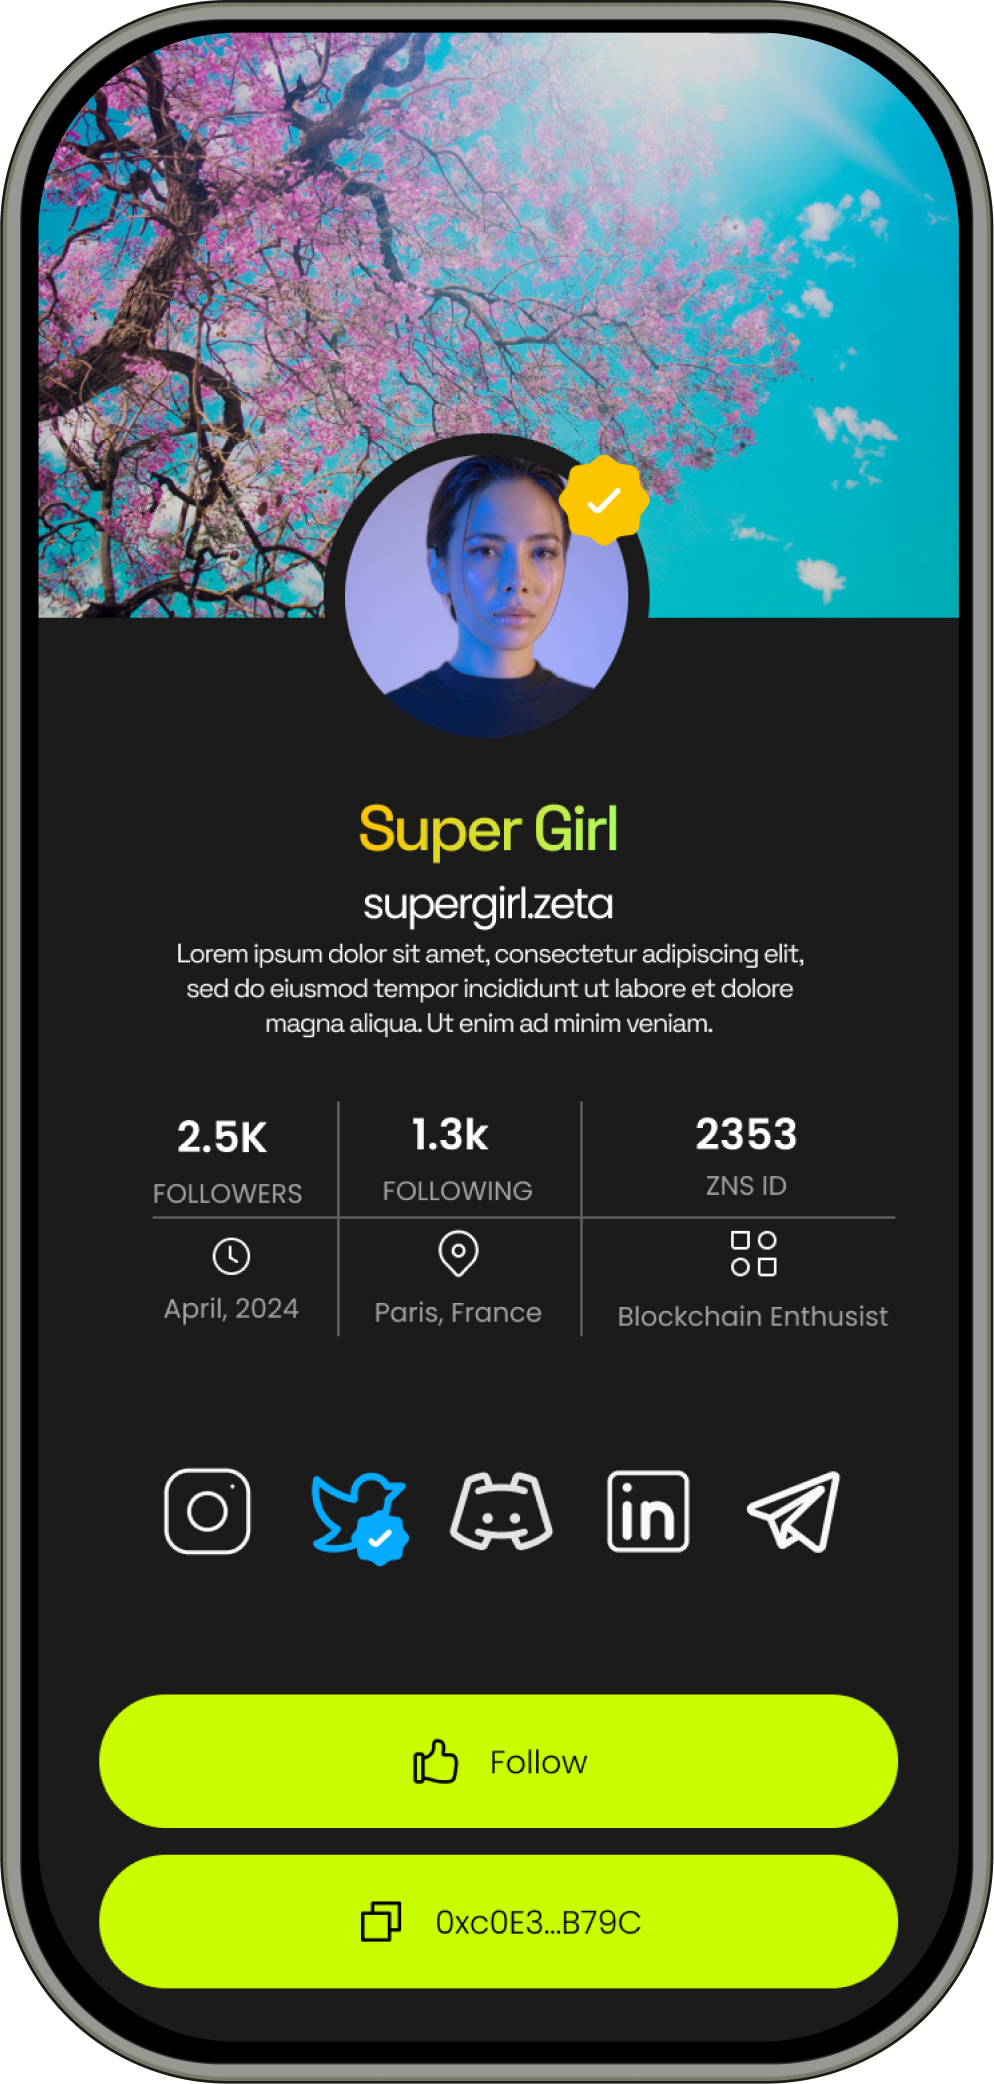 Super Girl
supergirl.zeta
Lorem ipsum dolor sit amet, consectetur adipiscing elit,
sed do eiusmod tempor incididunt ut labore et dolore
magna aliqua. Ut enim ad minim veniam.
2.5K
FOLLOWERS
1.3k
FOLLOWING
2353
ZNS ID
April, 2024
Paris, France
Blockchain Enthusist
in
Follow
0xc0E3...B79C